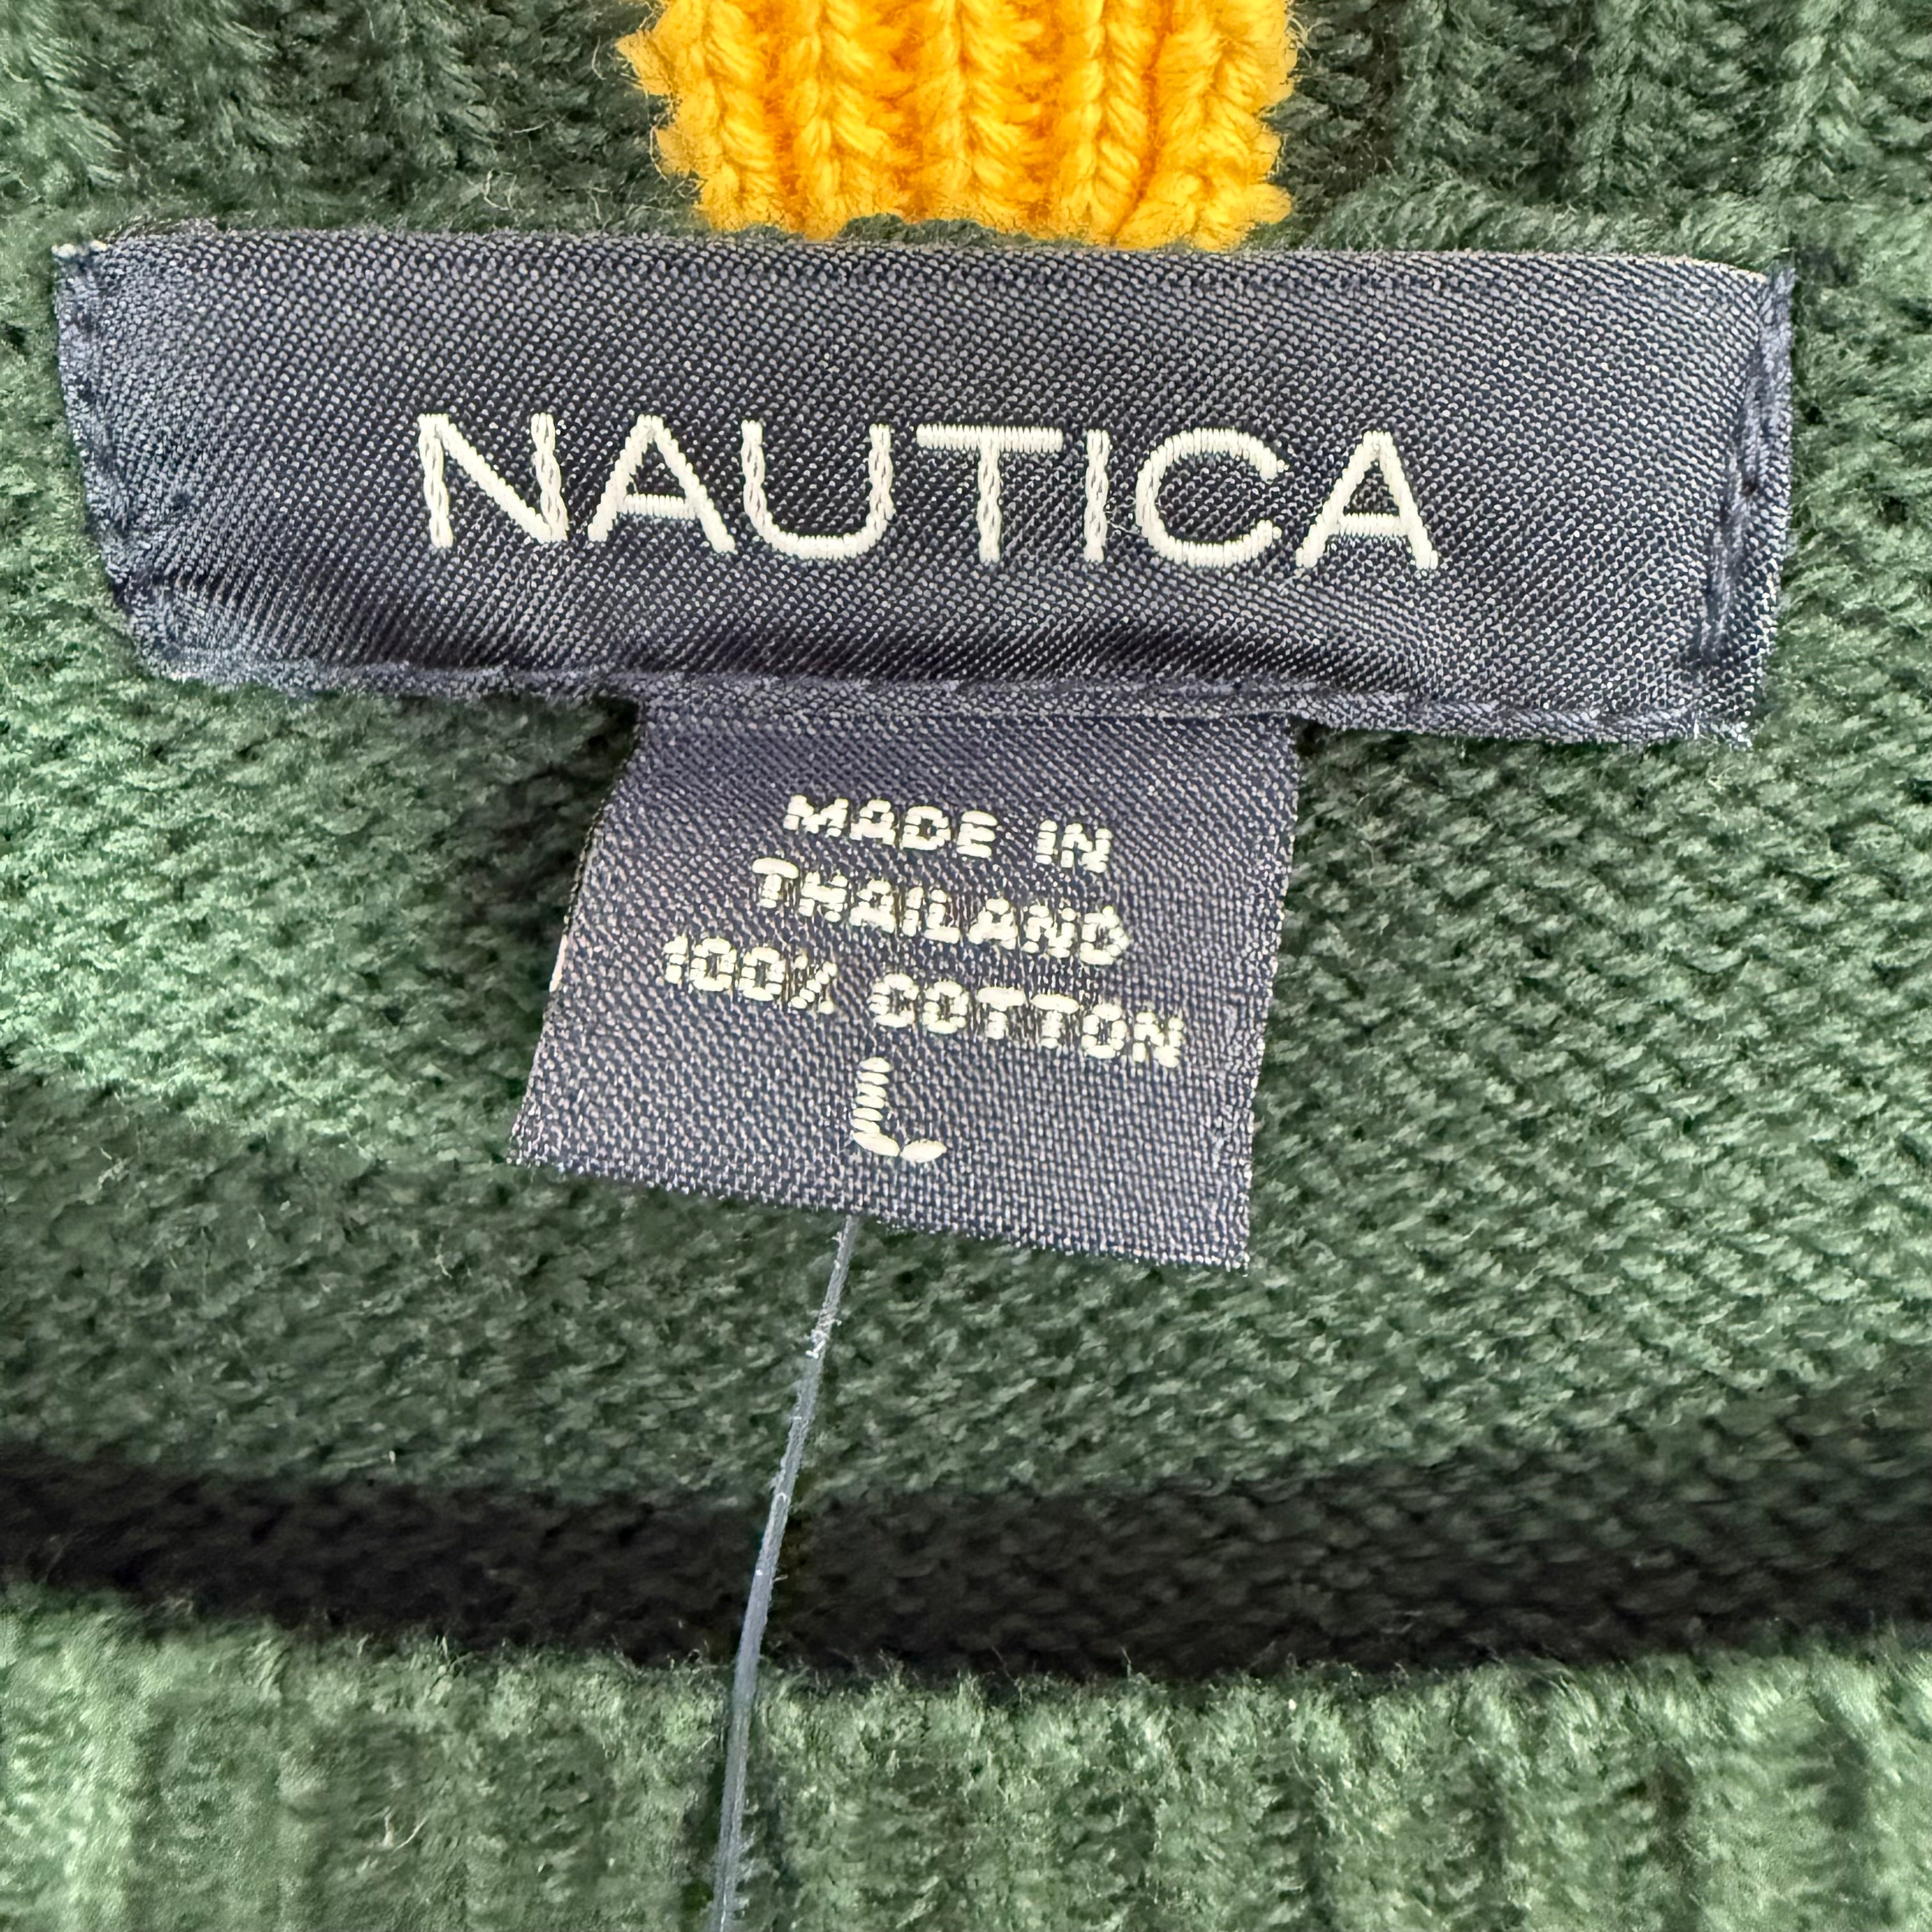 NAUTICA
MADE IN
THAILAND
100% COTTON
L